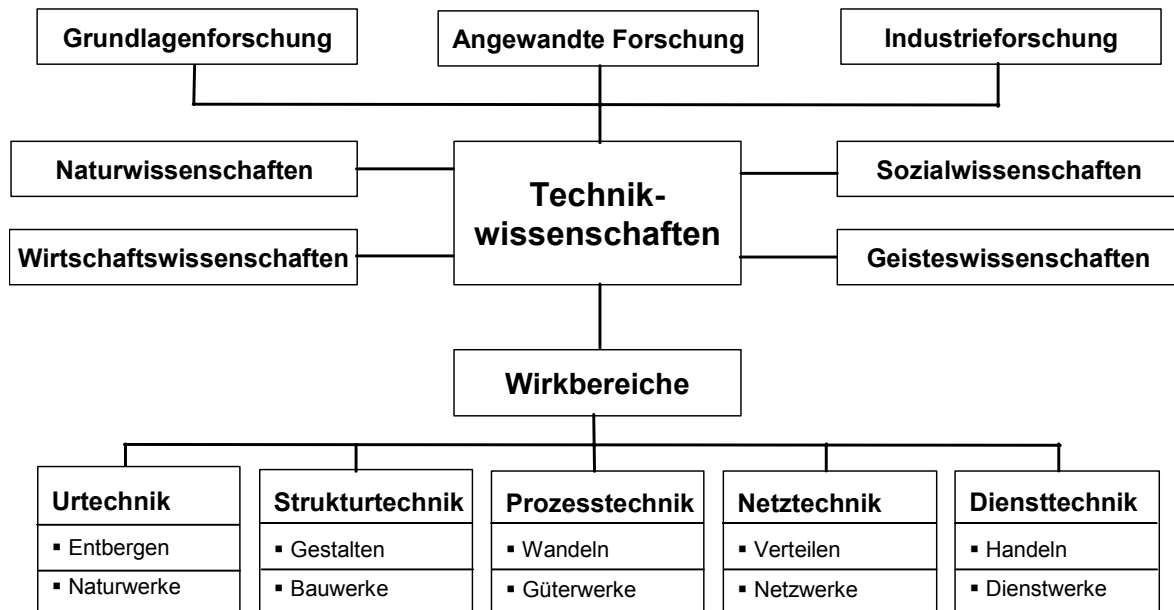 Grundlagenforschung
Angewandte Forschung
Industrieforschung
Naturwissenschaften
Technik-
wissenschaften
Sozialwissenschaften
Wirtschaftswissenschaften
Geisteswissenschaften
Wirkbereiche
Urtechnik
▪ Entbergen
▪ Naturwerke
Strukturtechnik
▪ Gestalten
▪ Bauwerke
Prozesstechnik
▪ Wandeln
▪ Güterwerke
Netztechnik
▪ Verteilen
▪ Netzwerke
Diensttechnik
▪ Handeln
▪ Dienstwerke